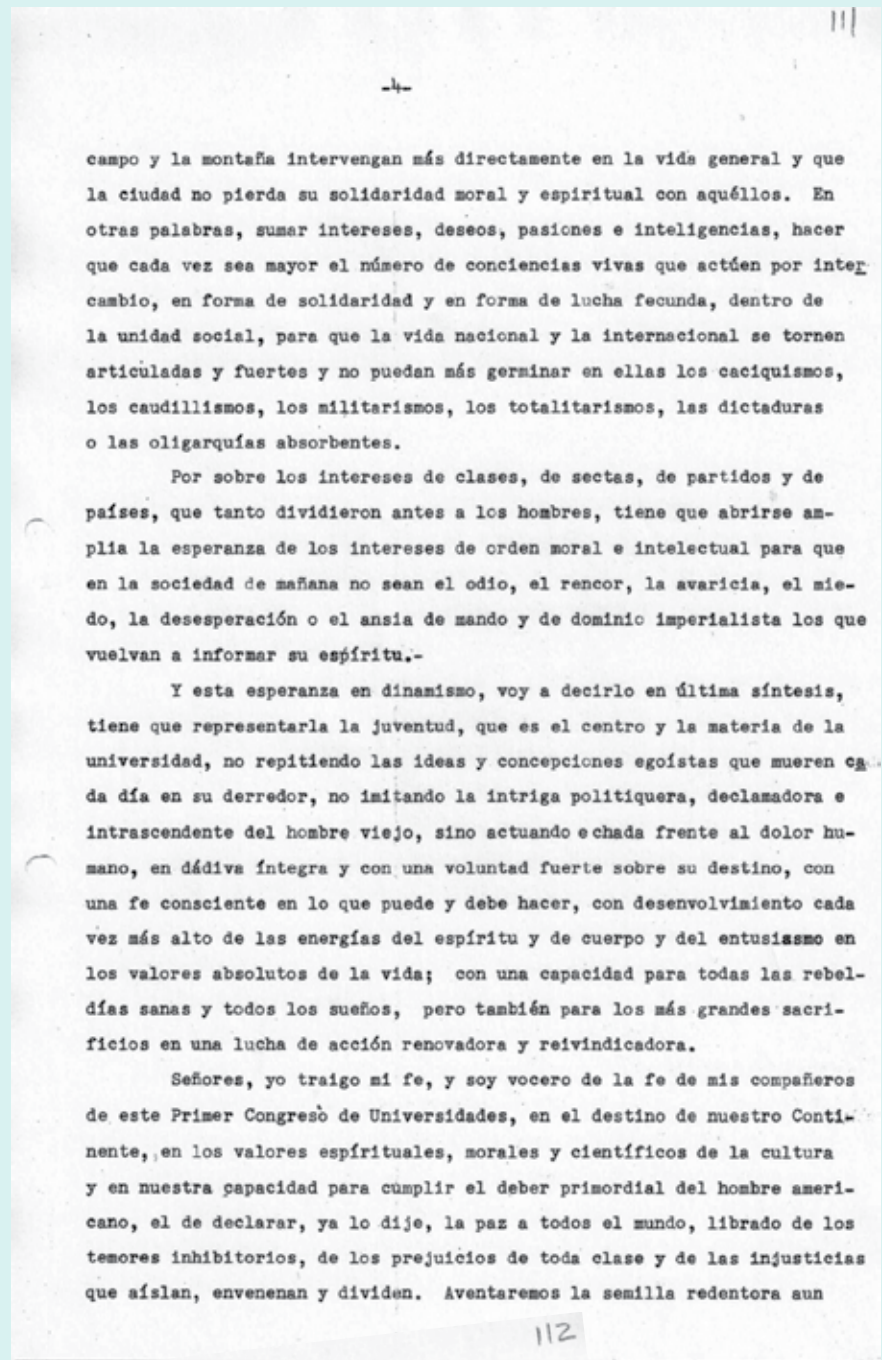 111
-4-
campo y la montaña intervengan más directamente en la vida general y que
la ciudad no pierda su solidaridad moral y espiritual con aquéllos. En
otras palabras, sumar intereses, deseos, pasiones e inteligencias, hacer
que cada vez sea mayor el número de conciencias vivas que actúen por inter
cambio, en forma de solidaridad y en forma de lucha fecunda, dentro de
la unidad social, para que la vida nacional y la internacional se tornen
articuladas y fuertes y no puedan más germinar en ellas los caciquismos,
los caudillismos, los militarismos, los totalitarismos, las dictaduras
o las oligarquías absorbentes.
Por sobre los intereses de clases, de sectas, de partidos y de
países, que tanto dividieron antes a los hombres, tiene que abrirse am-
plia la esperanza de los intereses de orden moral e intelectual para que
en la sociedad de mañana no sean el odio, el rencor, la avaricia, el mie-
do, la desesperación o el ansia de mando y de dominio imperialista los que
vuelvan a informar su espíritu.-
Y esta esperanza en dinamismo, voy a decirlo en última síntesis,
tiene que representarla la juventud, que es el centro y la materia de la
universidad, no repitiendo las ideas y concepciones egoístas que mueren ca
da día en su derredor, no imitando la intriga politiquera, declamadora e
intrascendente del hombre viejo, sino actuando echada frente al dolor hu-
mano, en dádiva íntegra y con una voluntad fuerte sobre su destino, con
una fe consciente en lo que puede y debe hacer, con desenvolvimiento cada
vez más alto de las energías del espíritu y de cuerpo y del entusiasmo en
los valores absolutos de la vida; con una capacidad para todas las rebel-
días sanas y todos los sueños, pero también para los más grandes sacri-
ficios en una lucha de acción renovadora y reivindicadora.
Señores, yo traigo mi fe, y soy vocero de la fe de mis compañeros
de este Primer Congreso de Universidades, en el destino de nuestro Conti-
nente, en los valores espírituales, morales y científicos de la cultura
y en nuestra capacidad para cumplir el deber primordial del hombre ameri-
cano, el de declarar, ya lo dije, la paz a todos el mundo, librado de los
temores inhibitorios, de los prejuicios de toda clase y de las injusticias
que aíslan, envenenan y dividen. Aventaremos la semilla redentora aun
112